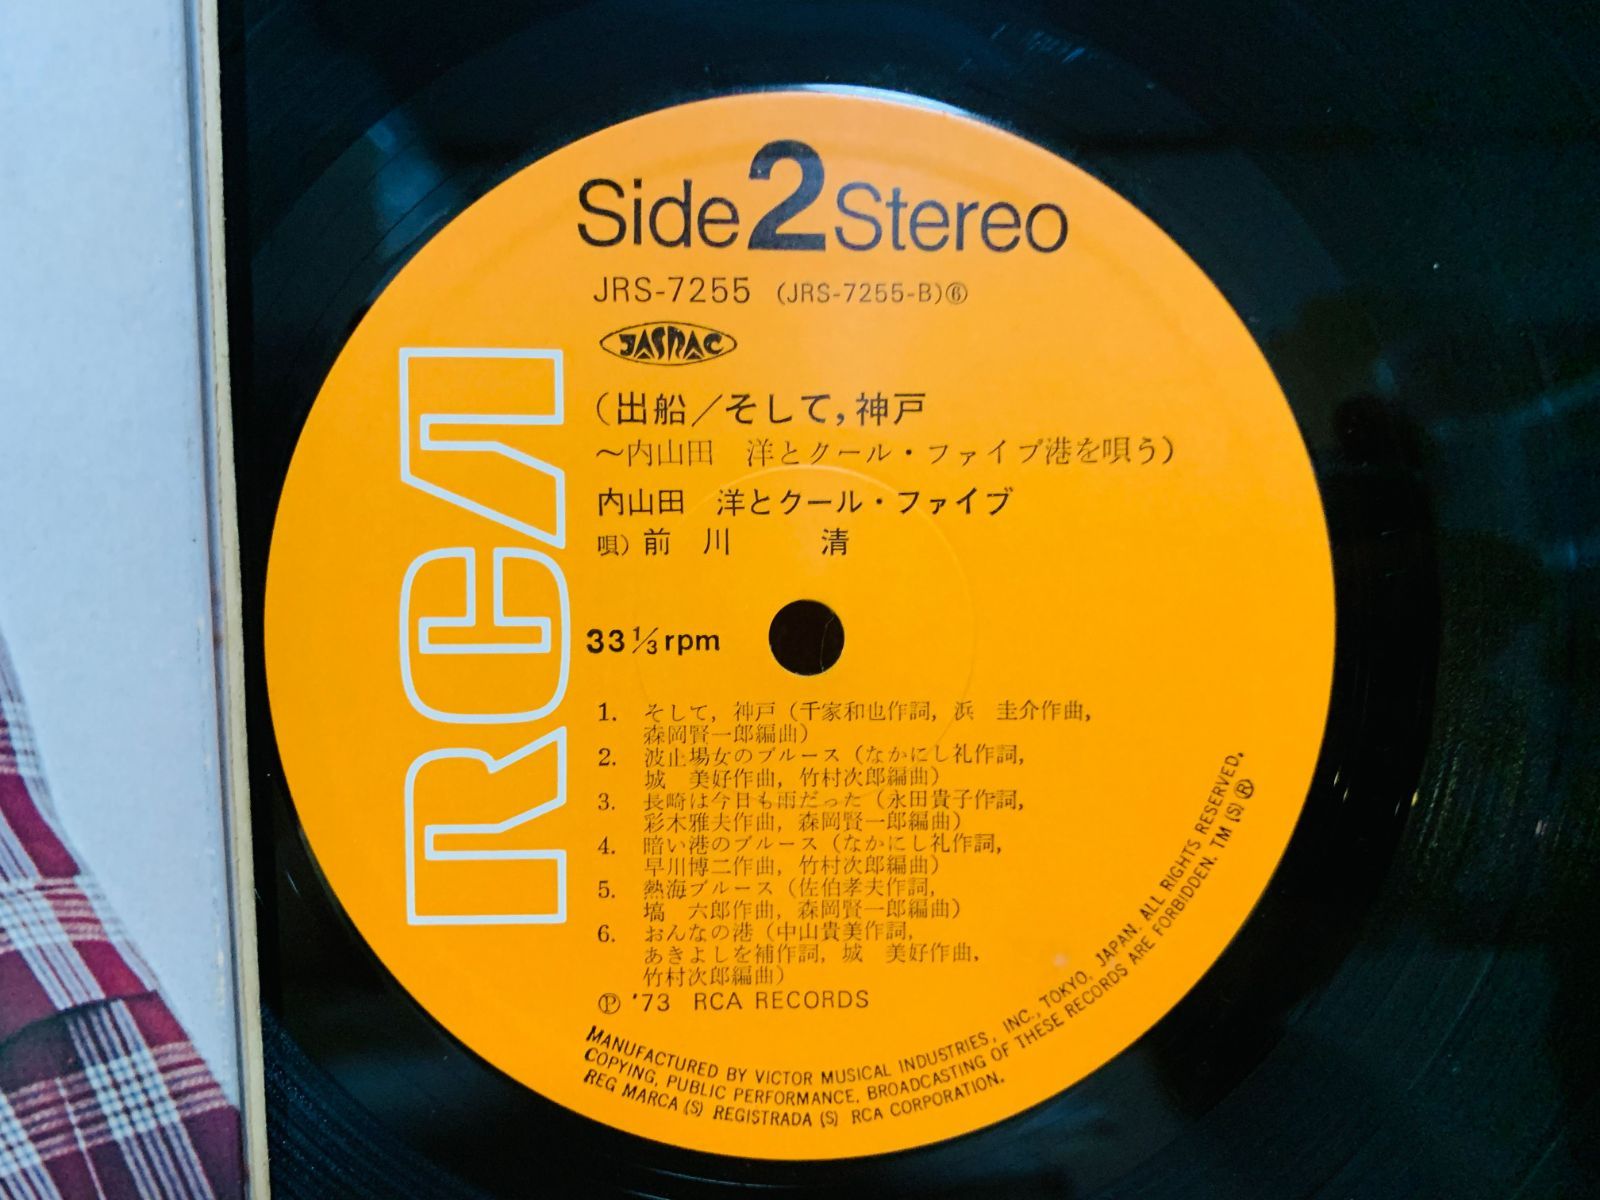 Side 2 Stereo
JRS-7255 (JRS-7255-B)⑥
JASRAC
(出船/そして,神戸
~内山田 洋とクール・ファイブ港を唄う)
内山田 洋とクール・ファイブ
唄) 前川 清
RCA
33 1/3 rpm
1. そして, 神戸 (千家和也作詞, 浜 圭介作曲,
森岡賢一郎編曲)
2. 波止場女のブルース (なかにし礼作詞,
城 美好作曲, 竹村次郎編曲)
3. 長崎は今日も雨だった (永田貴子作詞,
彩木雅夫作曲, 森岡賢一郎編曲)
4. 暗い港のブルース (なかにし礼作詞,
早川博二作曲, 竹村次郎編曲)
5. 熱海ブルース (佐伯孝夫作詞,
塙 六郎作曲, 森岡賢一郎編曲)
6. おんなの港 (中山貴美作詞,
あきよしを補作詞, 城 美好作曲,
竹村次郎編曲)
Ⓟ '73 RCA RECORDS
MANUFACTURED BY VICTOR MUSICAL INDUSTRIES, INC., TOKYO, JAPAN. ALL RIGHTS RESERVED.
COPYING, PUBLIC PERFORMANCE, BROADCASTING OF THESE RECORDS ARE FORBIDDEN. TM (S) ®
REG MARCA (S) REGISTRADA (S) RCA CORPORATION.